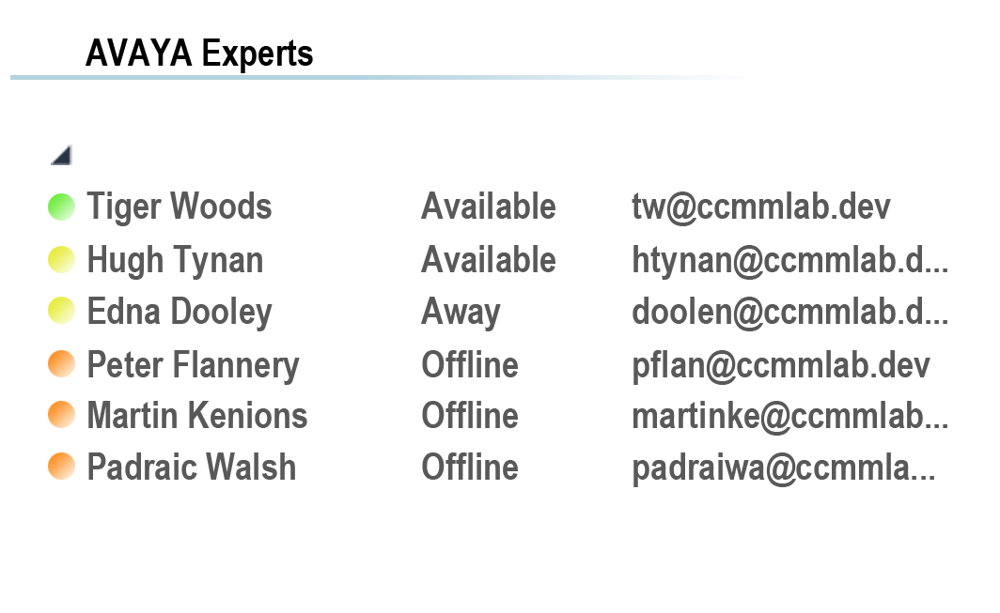 AVAYA Experts
Tiger Woods Available tw@ccmmlab.dev
Hugh Tynan Available htynan@ccmmlab.d...
Edna Dooley Away doolen@ccmmlab.d...
Peter Flannery Offline pflan@ccmmlab.dev
Martin Kenions Offline martinke@ccmmlab...
Padraic Walsh Offline padraiwa@ccmmla...